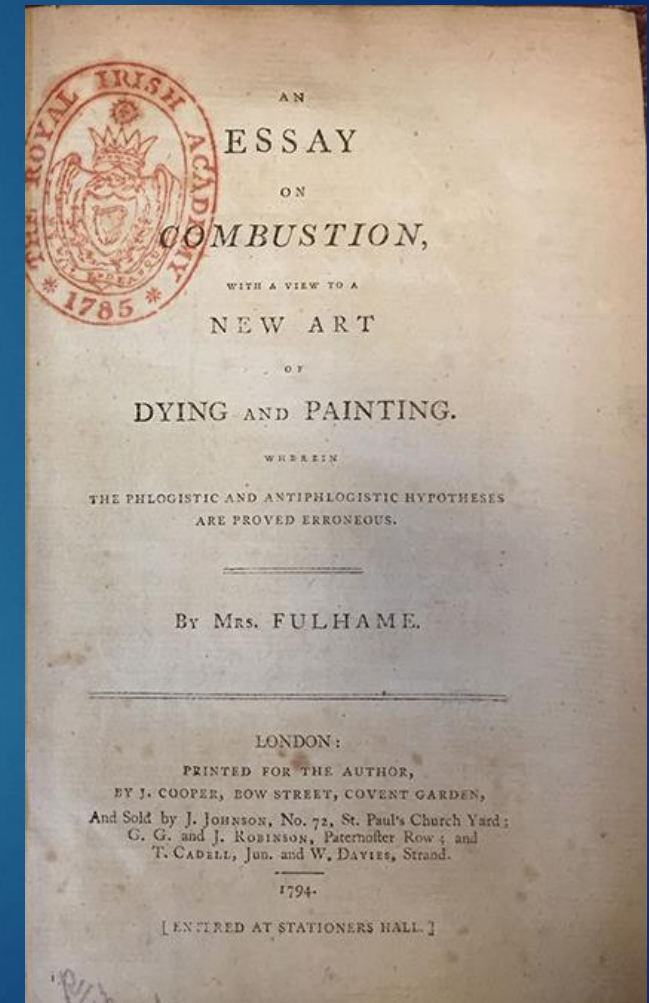 THE ROYAL IRISH ACADEMY
1785
AN
ESSAY
ON
COMBUSTION,
WITH A VIEW TO A
NEW ART
OF
DYING AND PAINTING.
WHEREIN
THE PHLOGISTIC AND ANTIPHLOGISTIC HYPOTHESES
ARE PROVED ERRONEOUS.
BY MRS. FULHAME.
LONDON:
PRINTED FOR THE AUTHOR,
BY J. COOPER, BOW STREET, COVENT GARDEN,
And Sold by J. JOHNSON, No. 72, St. Paul's Church Yard;
G. G. and J. ROBINSON, Paternoſter Row; and
T. CADELL, Jun. and W. DAVIES, Strand.
1794.
[ENTERED AT STATIONERS HALL.]